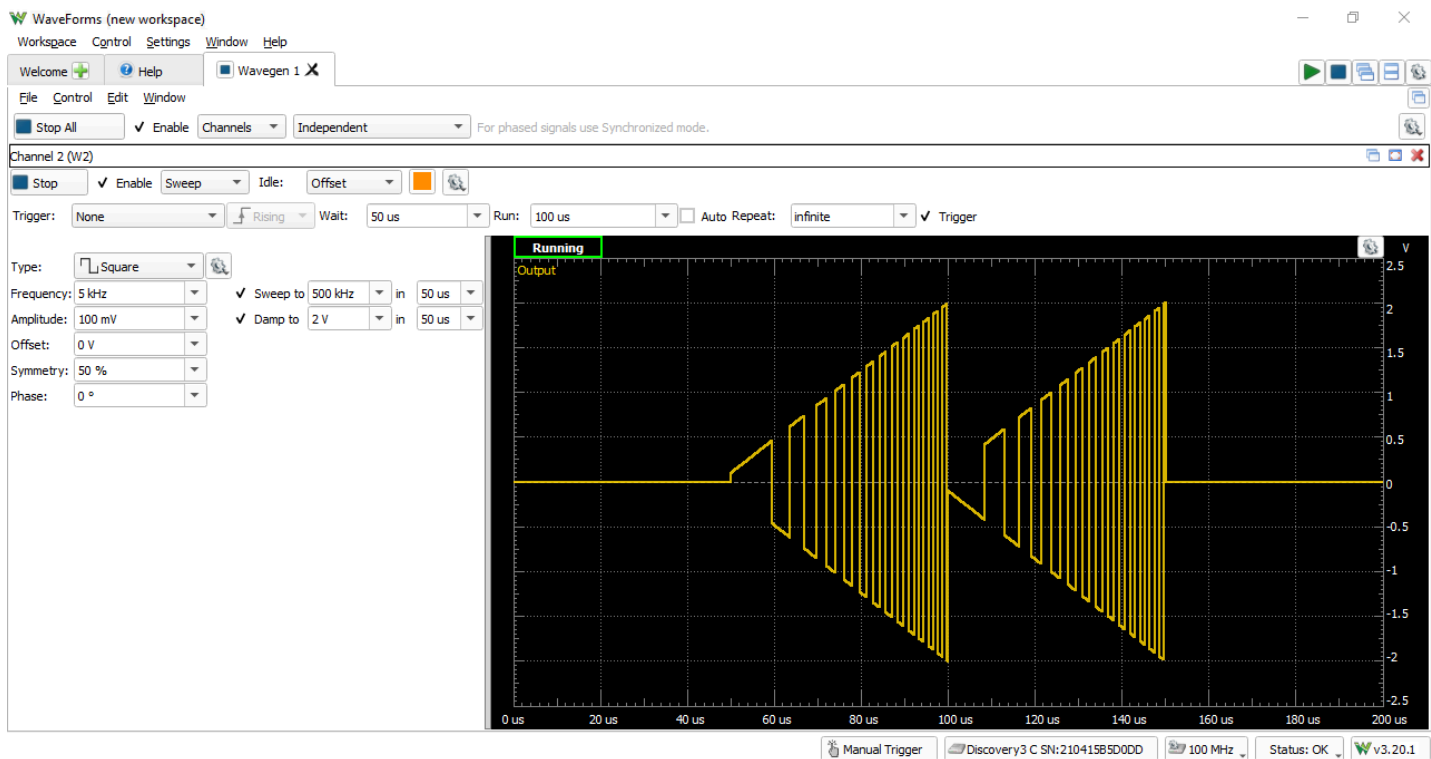 WaveForms (new workspace)
Workspace Control Settings Window Help
Welcome Help Wavegen 1
File Control Edit Window
Stop All Enable Channels Independent For phased signals use Synchronized mode.
Channel 2 (W2)
Stop Enable Sweep Idle: Offset
Trigger: None Rising Wait: 50 us Run: 100 us Auto Repeat: infinite Trigger
Running V
Output
Type: Square
Frequency: 5 kHz Sweep to 500 kHz in 50 us
Amplitude: 100 mV Damp to 2 V in 50 us
Offset: 0 V
Symmetry: 50 %
Phase: 0 °
2.5
2
1.5
1
0.5
0
-0.5
-1
-1.5
-2
-2.5
0 us 20 us 40 us 60 us 80 us 100 us 120 us 140 us 160 us 180 us 200 us
Manual Trigger Discovery3 C SN:210415B5D0DD 100 MHz Status: OK v3.20.1